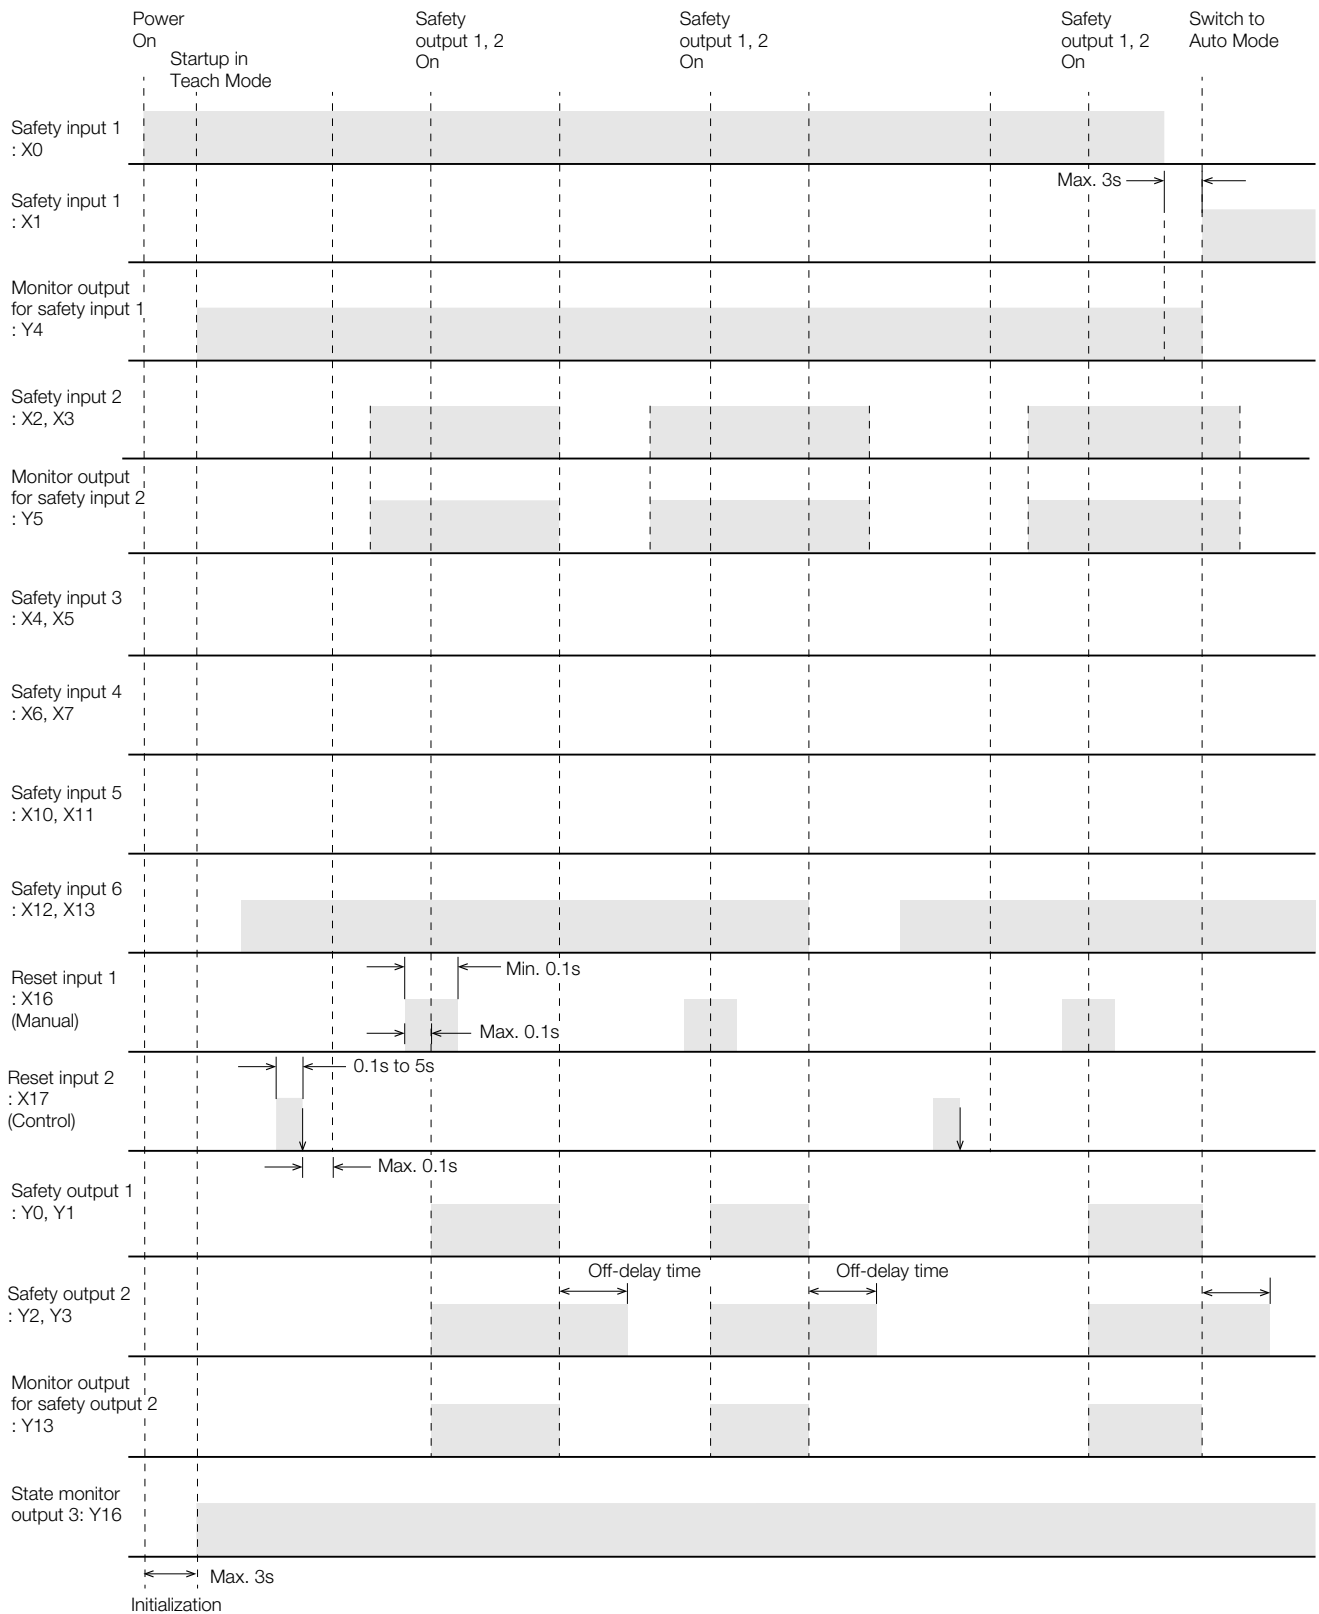 Power
On
Startup in
Teach Mode
Safety
output 1, 2
On
Safety
output 1, 2
On
Safety
output 1, 2
On
Switch to
Auto Mode
Safety input 1
: X0
Max. 3s
Safety input 1
: X1
Monitor output
for safety input 1
: Y4
Safety input 2
: X2, X3
Monitor output
for safety input 2
: Y5
Safety input 3
: X4, X5
Safety input 4
: X6, X7
Safety input 5
: X10, X11
Safety input 6
: X12, X13
Reset input 1
: X16
(Manual)
Min. 0.1s
Max. 0.1s
Reset input 2
: X17
(Control)
0.1s to 5s
Max. 0.1s
Safety output 1
: Y0, Y1
Safety output 2
: Y2, Y3
Off-delay time
Off-delay time
Monitor output
for safety output 2
: Y13
State monitor
output 3: Y16
Max. 3s
Initialization